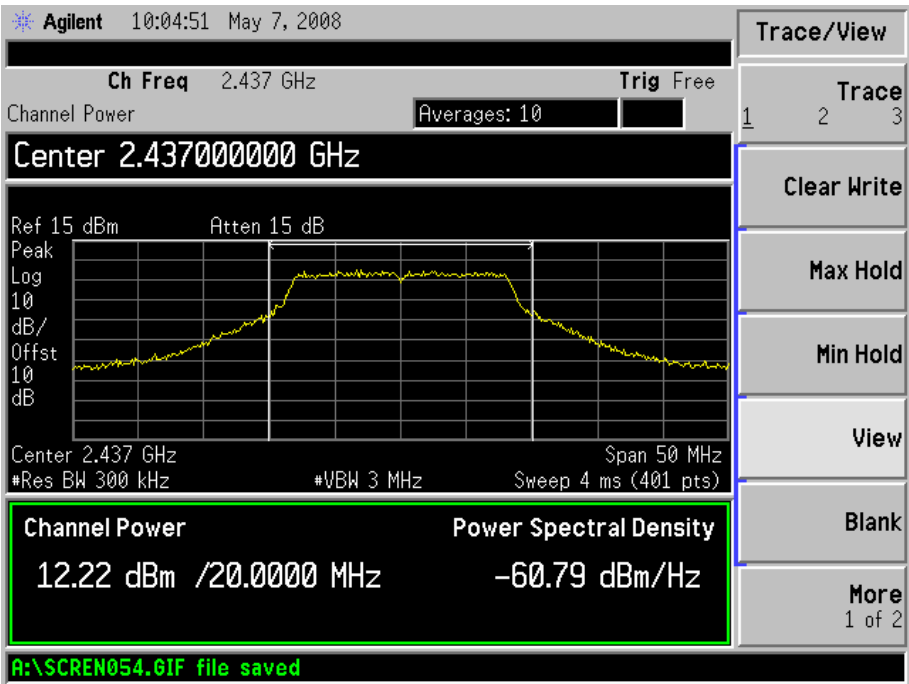 Agilent 10:04:51 May 7, 2008
Trace/View
Ch Freq 2.437 GHz Trig Free
Channel Power Averages: 10
Trace
1 2 3
Center 2.437000000 GHz
Clear Write
Ref 15 dBm Atten 15 dB
Peak
Log
10
dB/
Offst
10
dB
Max Hold
Min Hold
Center 2.437 GHz Span 50 MHz
#Res BW 300 kHz #VBW 3 MHz Sweep 4 ms (401 pts)
View
Channel Power Power Spectral Density
12.22 dBm /20.0000 MHz -60.79 dBm/Hz
Blank
More
1 of 2
A:\SCREN054.GIF file saved